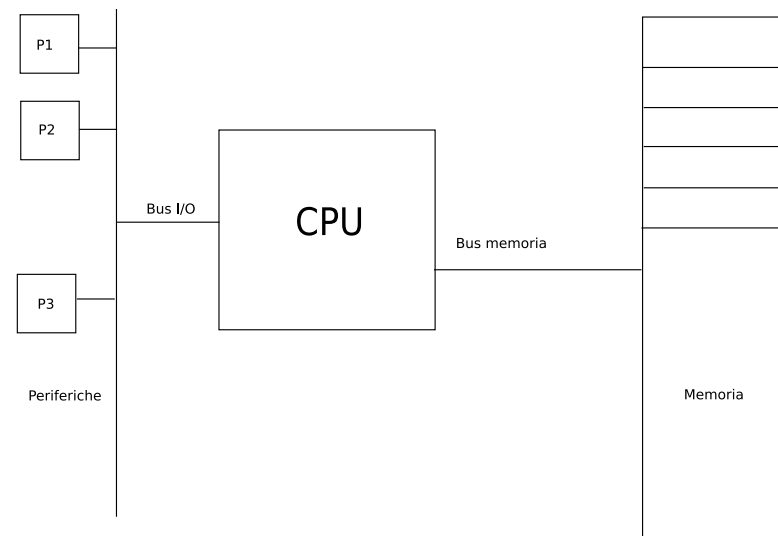 P1
P2
Bus I/O
CPU
Bus memoria
P3
Periferiche
Memoria